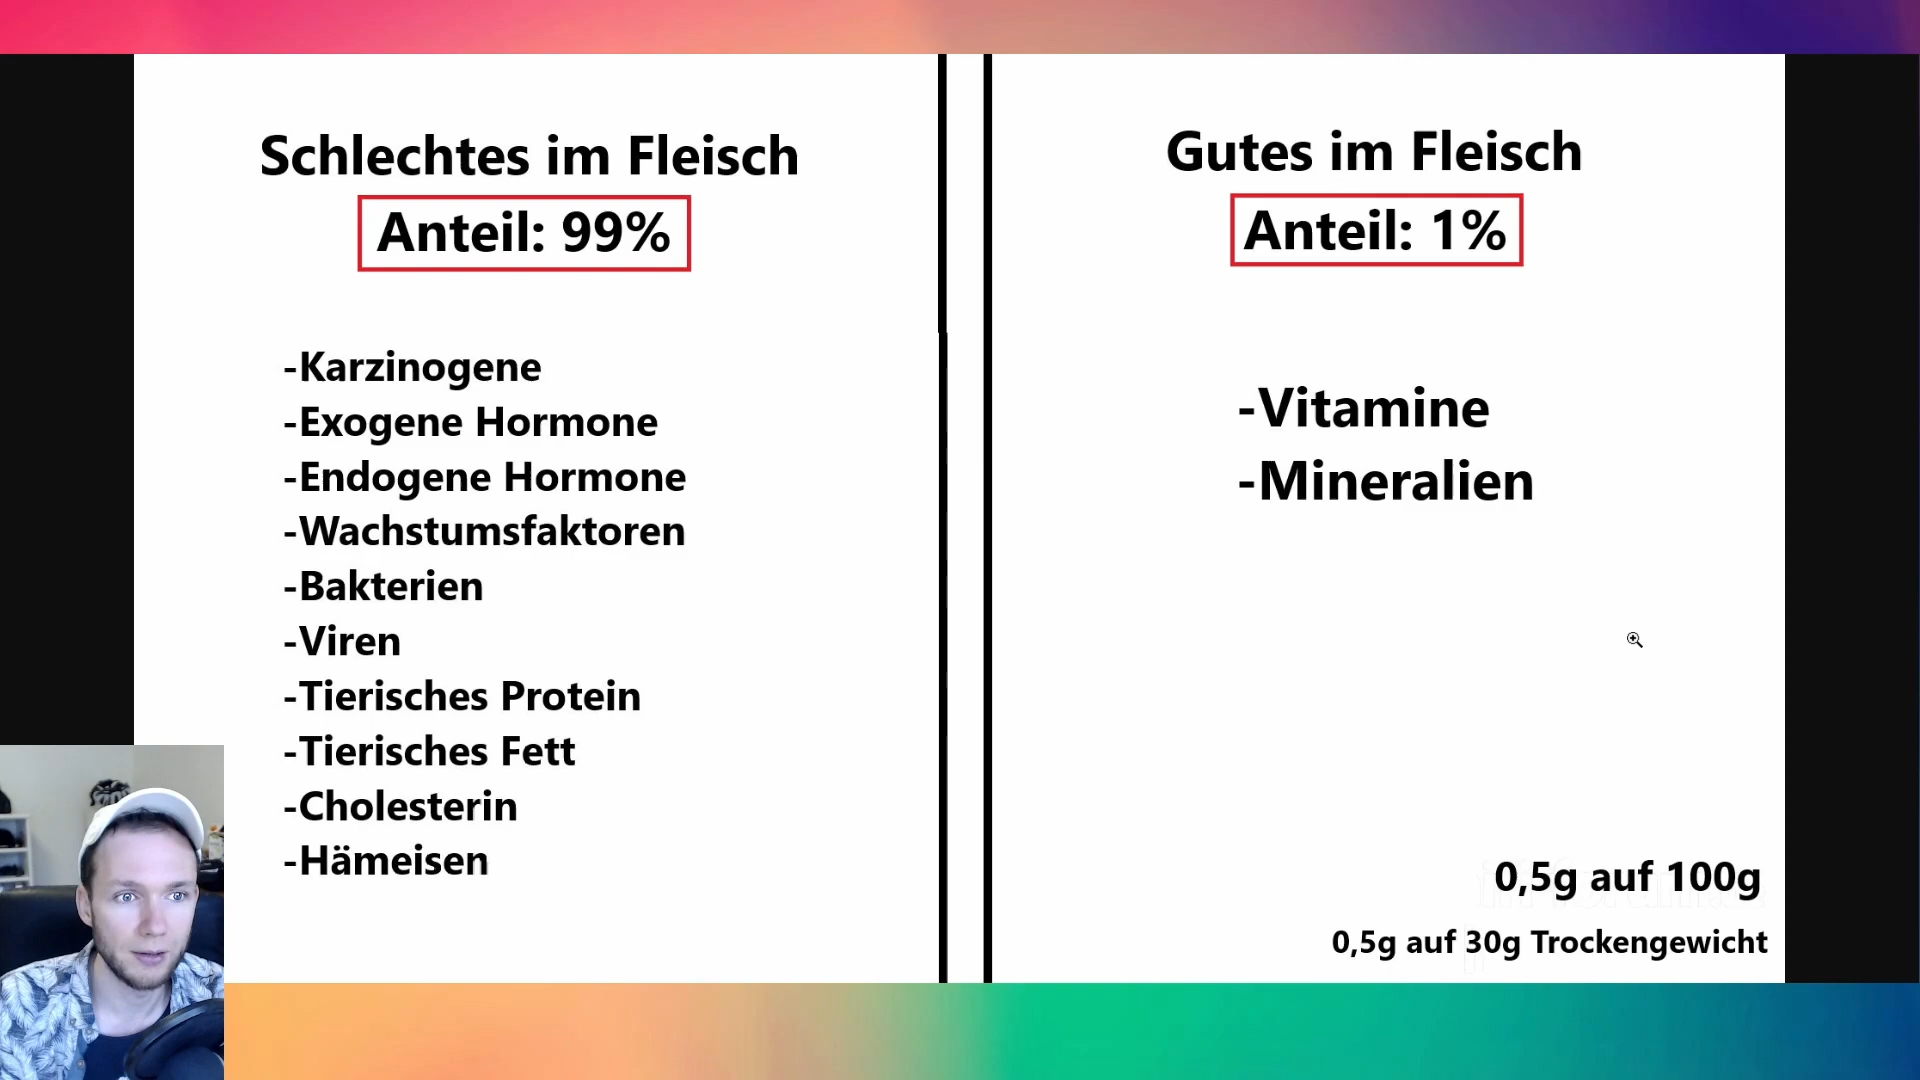 Schlechtes im Fleisch
Anteil: 99%
-Karzinogene
-Exogene Hormone
-Endogene Hormone
-Wachstumsfaktoren
-Bakterien
-Viren
-Tierisches Protein
-Tierisches Fett
-Cholesterin
-Hämeisen
Gutes im Fleisch
Anteil: 1%
-Vitamine
-Mineralien
0,5g auf 100g
0,5g auf 30g Trockengewicht